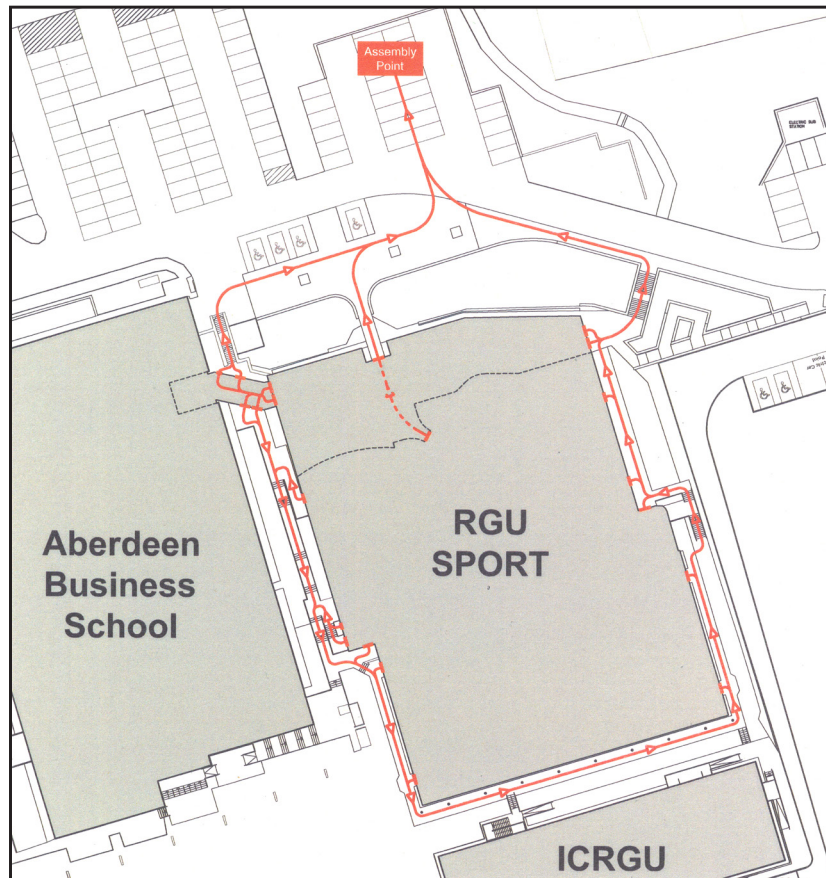 Assembly
Point
Aberdeen
Business
School
RGU
SPORT
ICRGU